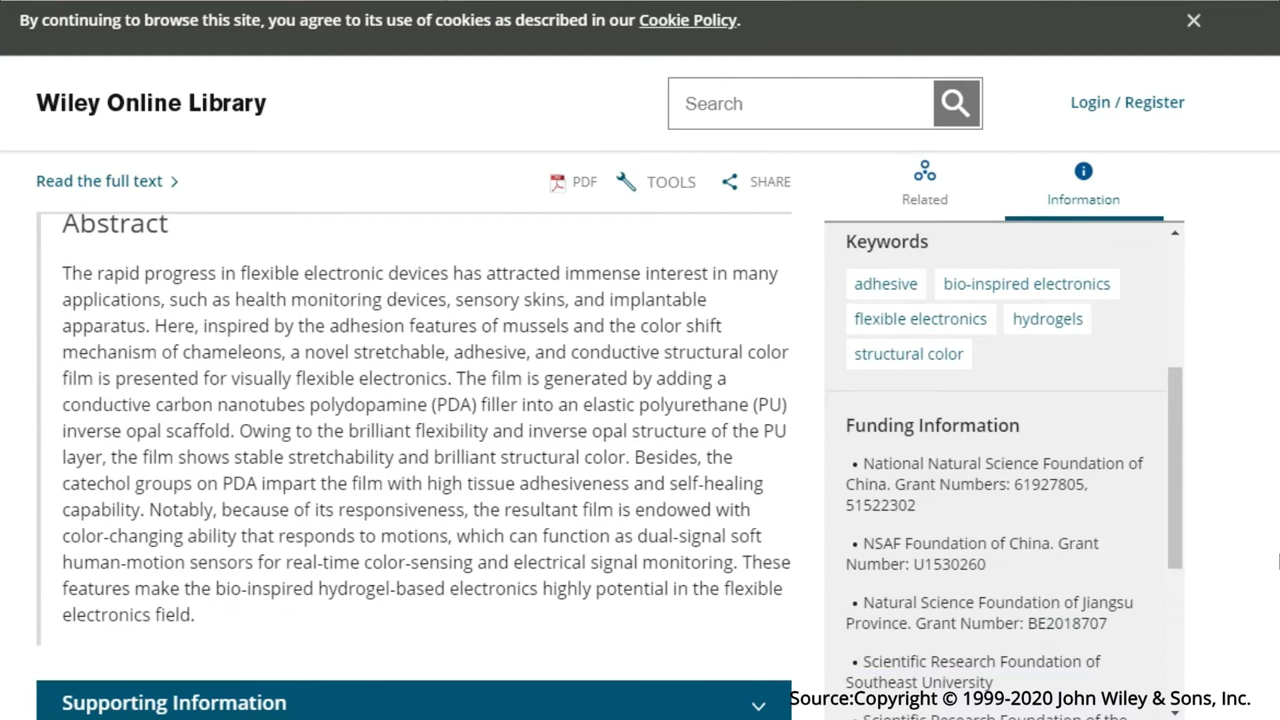 By continuing to browse this site, you agree to its use of cookies as described in our Cookie Policy.
Wiley Online Library
Search
Login / Register
Read the full text
PDF
TOOLS
SHARE
Related
Information
Abstract
The rapid progress in flexible electronic devices has attracted immense interest in many
applications, such as health monitoring devices, sensory skins, and implantable
apparatus. Here, inspired by the adhesion features of mussels and the color shift
mechanism of chameleons, a novel stretchable, adhesive, and conductive structural color
film is presented for visually flexible electronics. The film is generated by adding a
conductive carbon nanotubes polydopamine (PDA) filler into an elastic polyurethane (PU)
inverse opal scaffold. Owing to the brilliant flexibility and inverse opal structure of the PU
layer, the film shows stable stretchability and brilliant structural color. Besides, the
catechol groups on PDA impart the film with high tissue adhesiveness and self-healing
capability. Notably, because of its responsiveness, the resultant film is endowed with
color-changing ability that responds to motions, which can function as dual-signal soft
human-motion sensors for real-time color-sensing and electrical signal monitoring. These
features make the bio-inspired hydrogel-based electronics highly potential in the flexible
electronics field.
Supporting Information
Keywords
adhesive
bio-inspired electronics
flexible electronics
hydrogels
structural color
Funding Information
• National Natural Science Foundation of
China. Grant Numbers: 61927805,
51522302
• NSAF Foundation of China. Grant
Number: U1530260
• Natural Science Foundation of Jiangsu
Province. Grant Number: BE2018707
• Scientific Research Foundation of
Southeast University
Source:Copyright © 1999-2020 John Wiley & Sons, Inc.